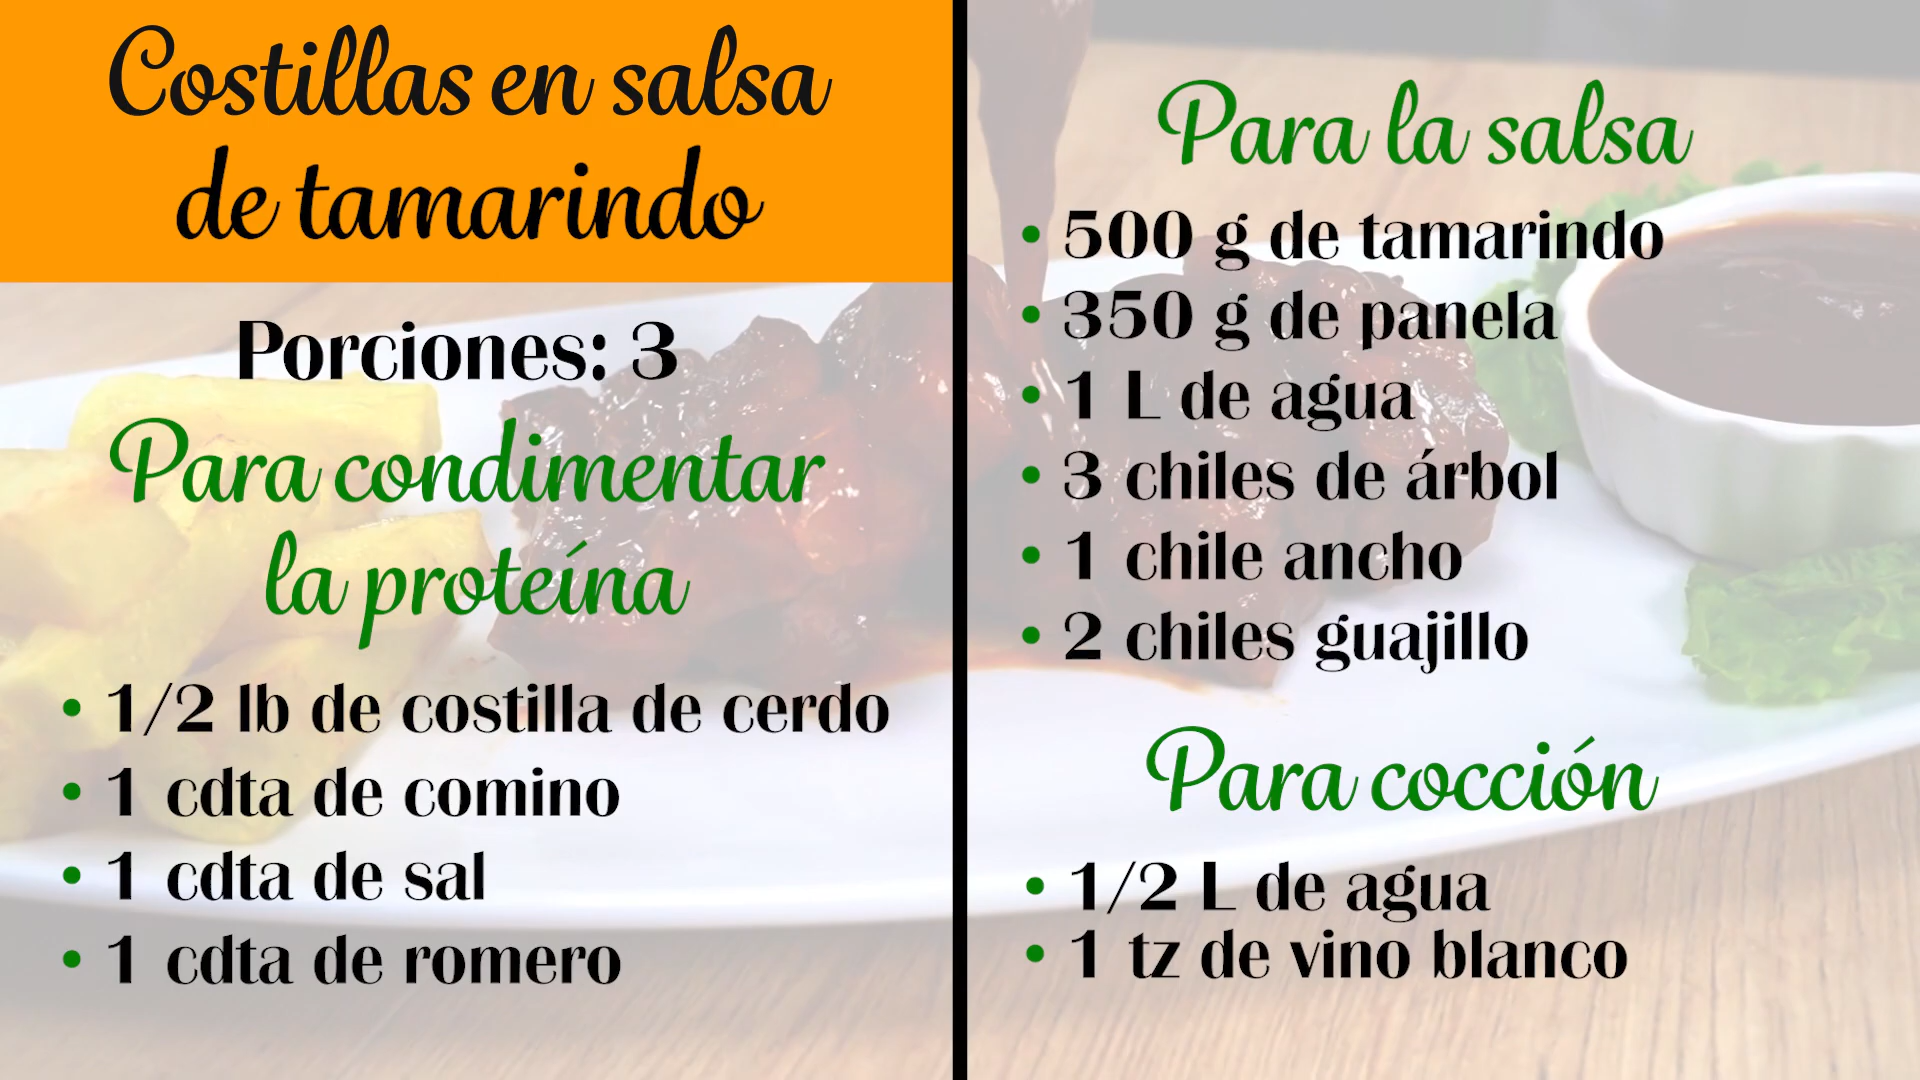 Costillas en salsa
de tamarindo
Porciones: 3
Para condimentar
la proteína
• 1/2 lb de costilla de cerdo
• 1 cdta de comino
• 1 cdta de sal
• 1 cdta de romero
Para la salsa
• 500 g de tamarindo
• 350 g de panela
• 1 L de agua
• 3 chiles de árbol
• 1 chile ancho
• 2 chiles guajillo
Para cocción
• 1/2 L de agua
• 1 tz de vino blanco